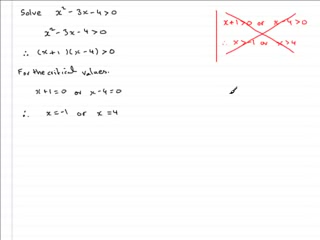 Solve x² - 3x - 4 > 0
x² - 3x - 4 > 0
∴ (x + 1)(x - 4) > 0
For the critical values.
x + 1 = 0 or x - 4 = 0
∴ x = -1 or x = 4
x + 1 > 0 or x - 4 > 0
∴ x > -1 or x > 4